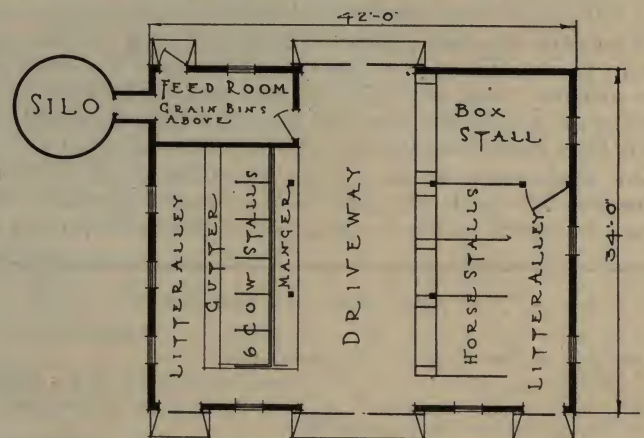 42'-0"
SILO
FEED ROOM
GRAIN BINS
ABOVE
BOX
STALL
LITTER ALLEY
GUTTER
6 COW STALLS
MANGER
DRIVEWAY
HORSE STALLS
LITTER ALLEY
34'-0"